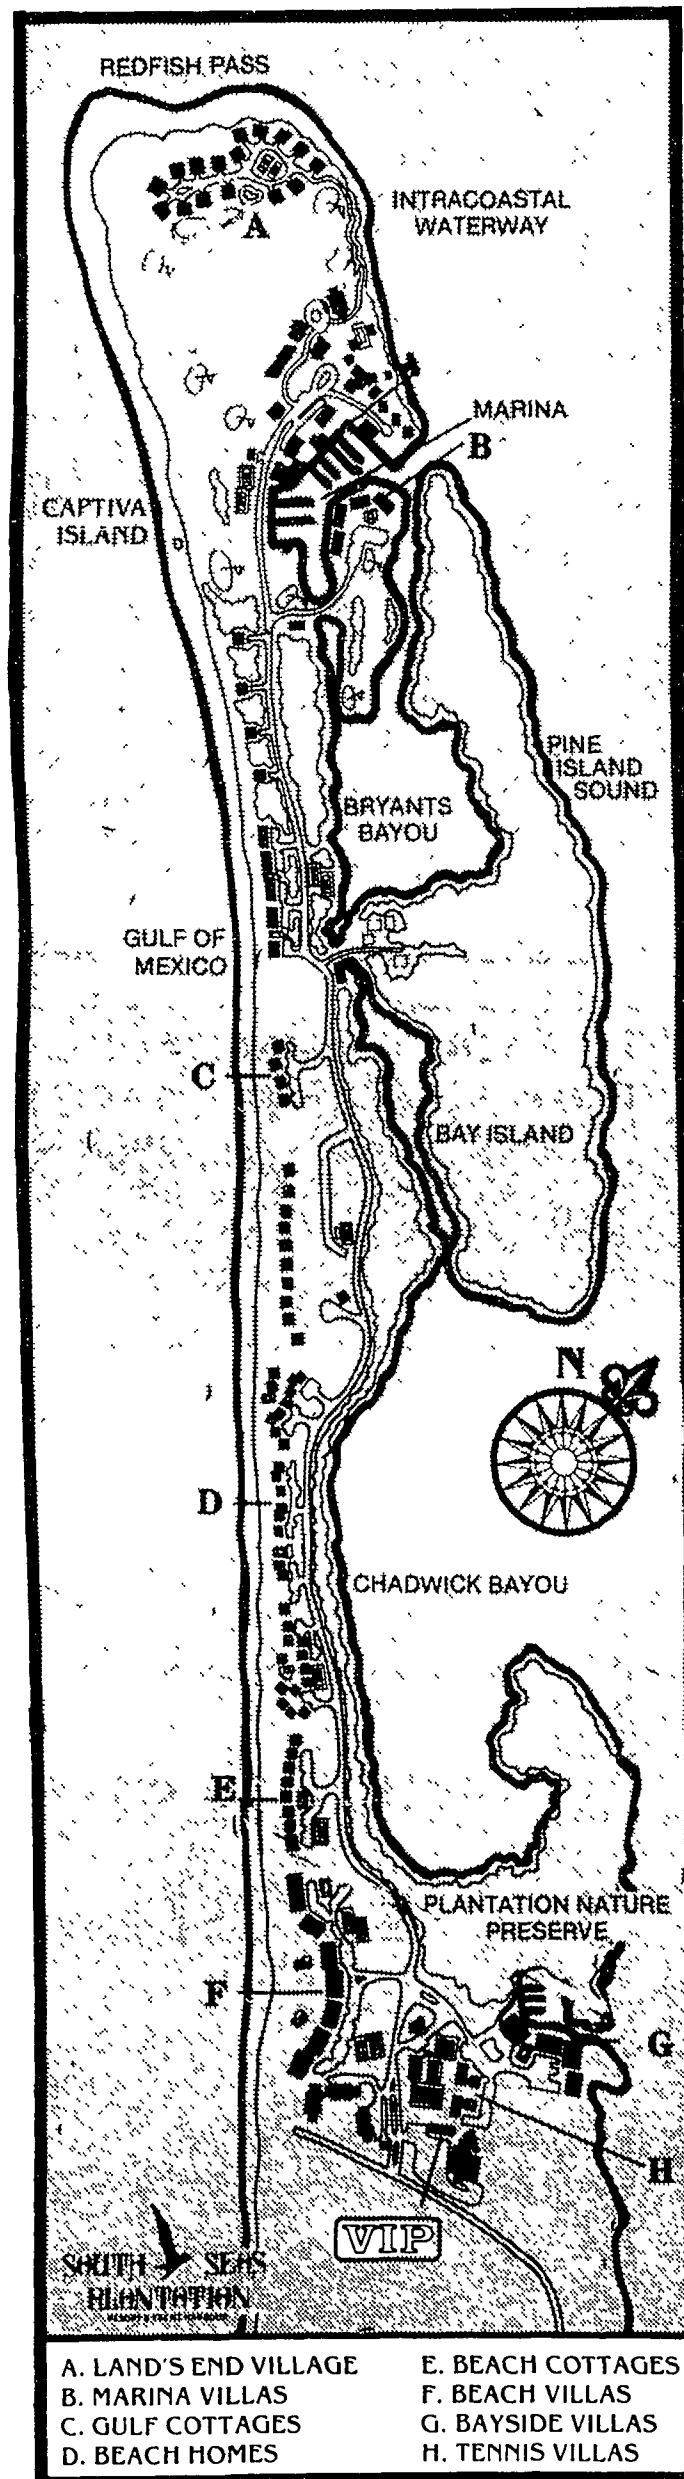 REDFISH PASS
INTRACOASTAL
WATERWAY
A
MARINA
B
CAPTIVA
ISLAND
PINE
ISLAND
SOUND
BRYANTS
BAYOU
GULF OF
MEXICO
C
BAY ISLAND
N
D
CHADWICK BAYOU
E
PLANTATION NATURE
PRESERVE
F
G
H
VIP
SOUTH SEAS
PLANTATION
A. LAND'S END VILLAGE
B. MARINA VILLAS
C. GULF COTTAGES
D. BEACH HOMES
E. BEACH COTTAGES
F. BEACH VILLAS
G. BAYSIDE VILLAS
H. TENNIS VILLAS